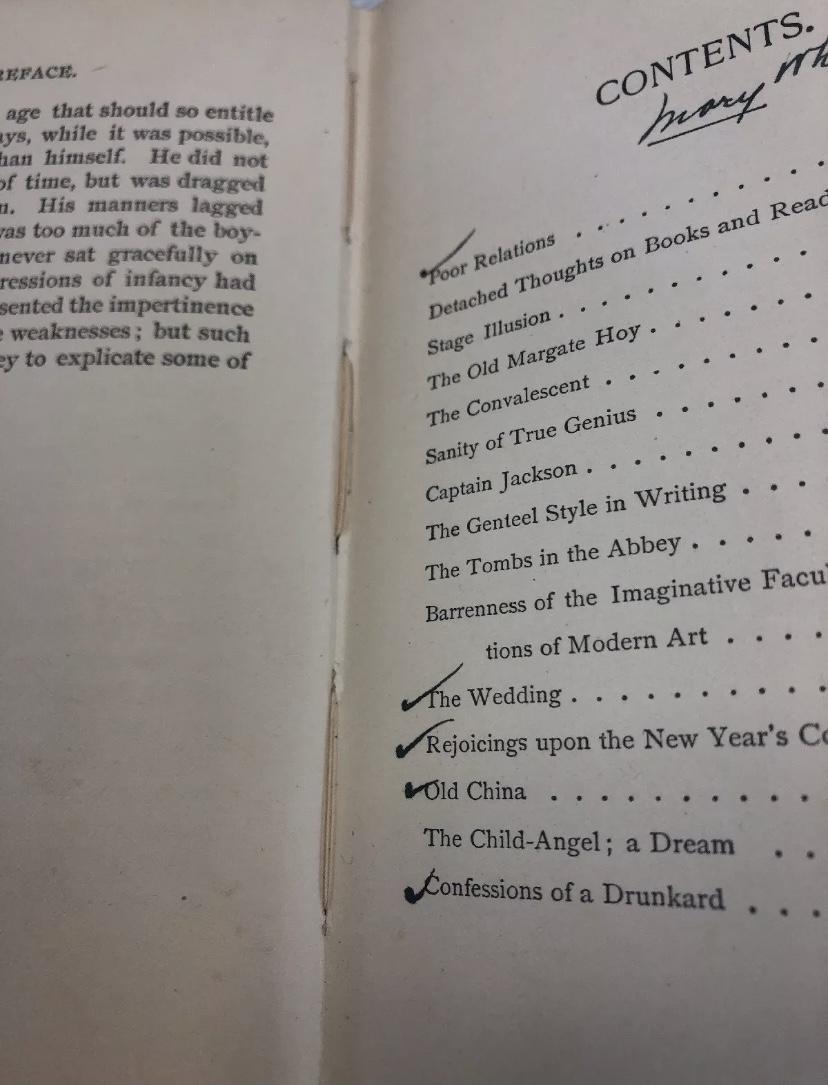 REFACE.
age that should so entitle
ays, while it was possible,
han himself. He did not
of time, but was dragged
n. His manners lagged
vas too much of the boy-
never sat gracefully on
ressions of infancy had
sented the impertinence
e weaknesses; but such
ey to explicate some of
CONTENTS.
Mary Wh
Poor Relations . . . . . . . . .
Detached Thoughts on Books and Read
Stage Illusion . . . . . . . . .
The Old Margate Hoy . . . . . .
The Convalescent . . . . . . . . .
Sanity of True Genius . . . . . . .
Captain Jackson . . . . . . . . . .
The Genteel Style in Writing . . .
The Tombs in the Abbey . . . . .
Barrenness of the Imaginative Facu
tions of Modern Art . . . .
The Wedding . . . . . . . . . .
Rejoicings upon the New Year's Co
Old China . . . . . . . . . . .
The Child-Angel; a Dream . .
Confessions of a Drunkard . . .